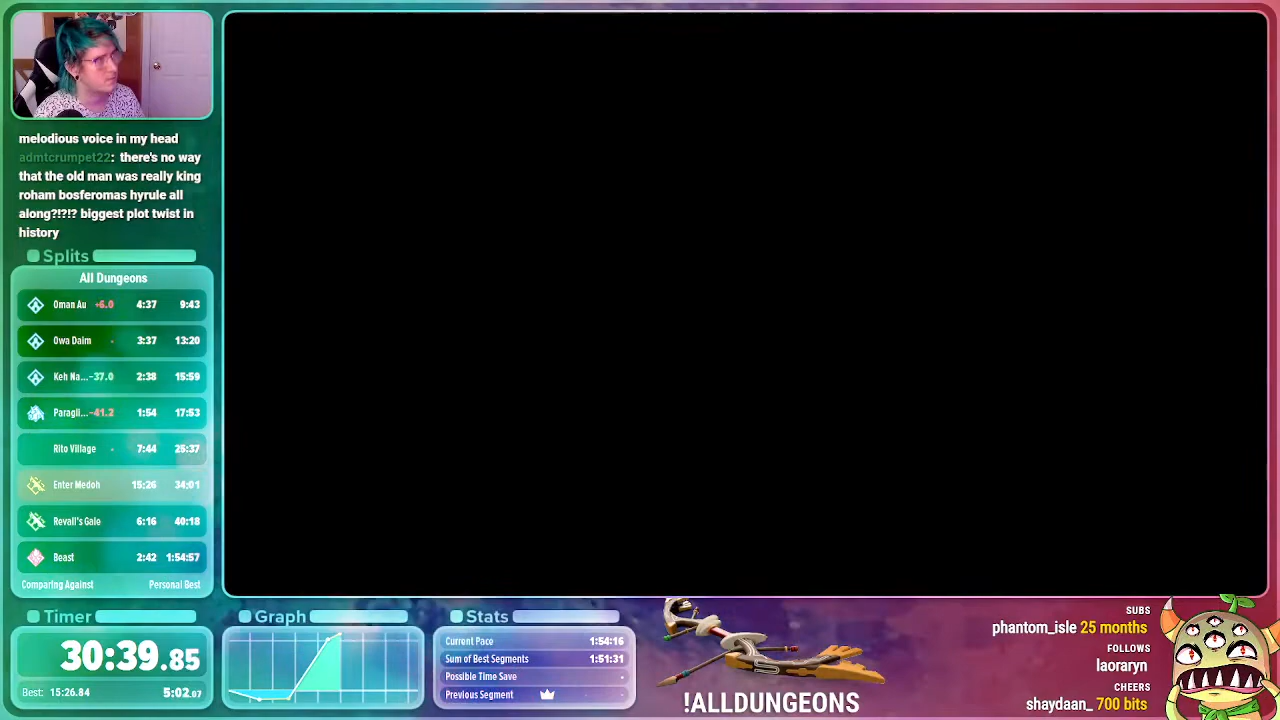 melodious voice in my head
admtcrumpet22: there's no way
that the old man was really king
roham bosferomas hyrule all
along?!?!? biggest plot twist in
history
Splits
All Dungeons
Oman Au +6.0 4:37 9:43
Owa Daim - 3:37 13:20
Keh Na...-37.0 2:38 15:59
Paragli...-41.2 1:54 17:53
Rito Village - 7:44 25:37
Enter Medoh 15:26 34:01
Revali's Gale 6:16 40:18
Beast 2:42 1:54:57
Comparing Against Personal Best
Timer
30:39.85
Best: 15:26.84 5:02.07
Graph
Stats
Current Pace 1:54:16
Sum of Best Segments 1:51:31
Possible Time Save -
Previous Segment - -
!ALLDUNGEONS
SUBS
phantom_isle 25 months
FOLLOWS
laoraryn
CHEERS
shaydaan_ 700 bits